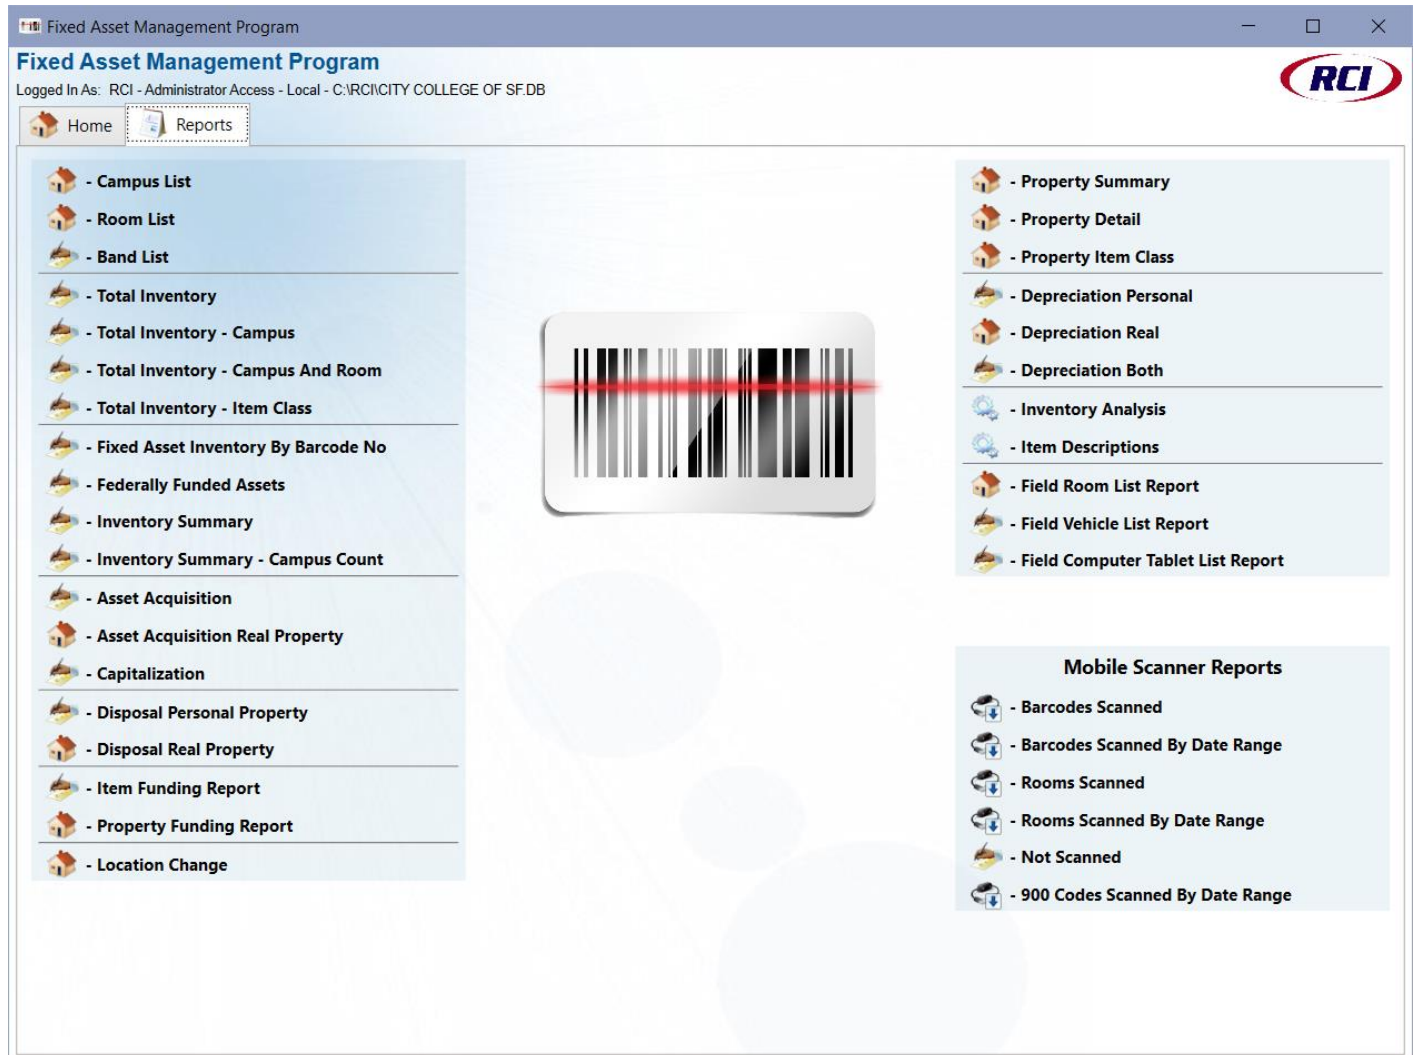 Fixed Asset Management Program
Fixed Asset Management Program
Logged In As: RCI - Administrator Access - Local - C:\RCI\CITY COLLEGE OF SF.DB
RCI
Home
Reports
- Campus List
- Room List
- Band List
- Total Inventory
- Total Inventory - Campus
- Total Inventory - Campus And Room
- Total Inventory - Item Class
- Fixed Asset Inventory By Barcode No
- Federally Funded Assets
- Inventory Summary
- Inventory Summary - Campus Count
- Asset Acquisition
- Asset Acquisition Real Property
- Capitalization
- Disposal Personal Property
- Disposal Real Property
- Item Funding Report
- Property Funding Report
- Location Change
- Property Summary
- Property Detail
- Property Item Class
- Depreciation Personal
- Depreciation Real
- Depreciation Both
- Inventory Analysis
- Item Descriptions
- Field Room List Report
- Field Vehicle List Report
- Field Computer Tablet List Report
Mobile Scanner Reports
- Barcodes Scanned
- Barcodes Scanned By Date Range
- Rooms Scanned
- Rooms Scanned By Date Range
- Not Scanned
- 900 Codes Scanned By Date Range